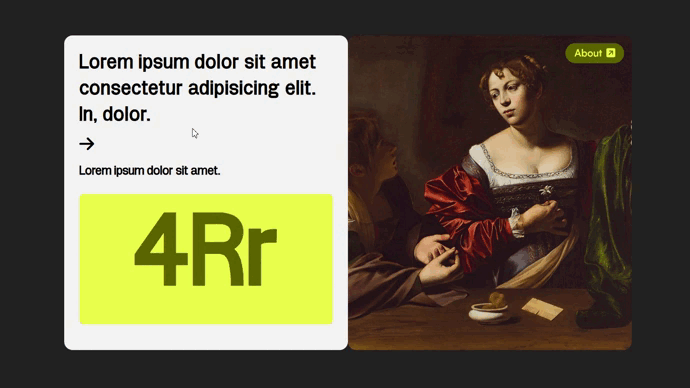 Lorem ipsum dolor sit amet
consectetur adipisicing elit.
In, dolor.
Lorem ipsum dolor sit amet.
4Rr
About